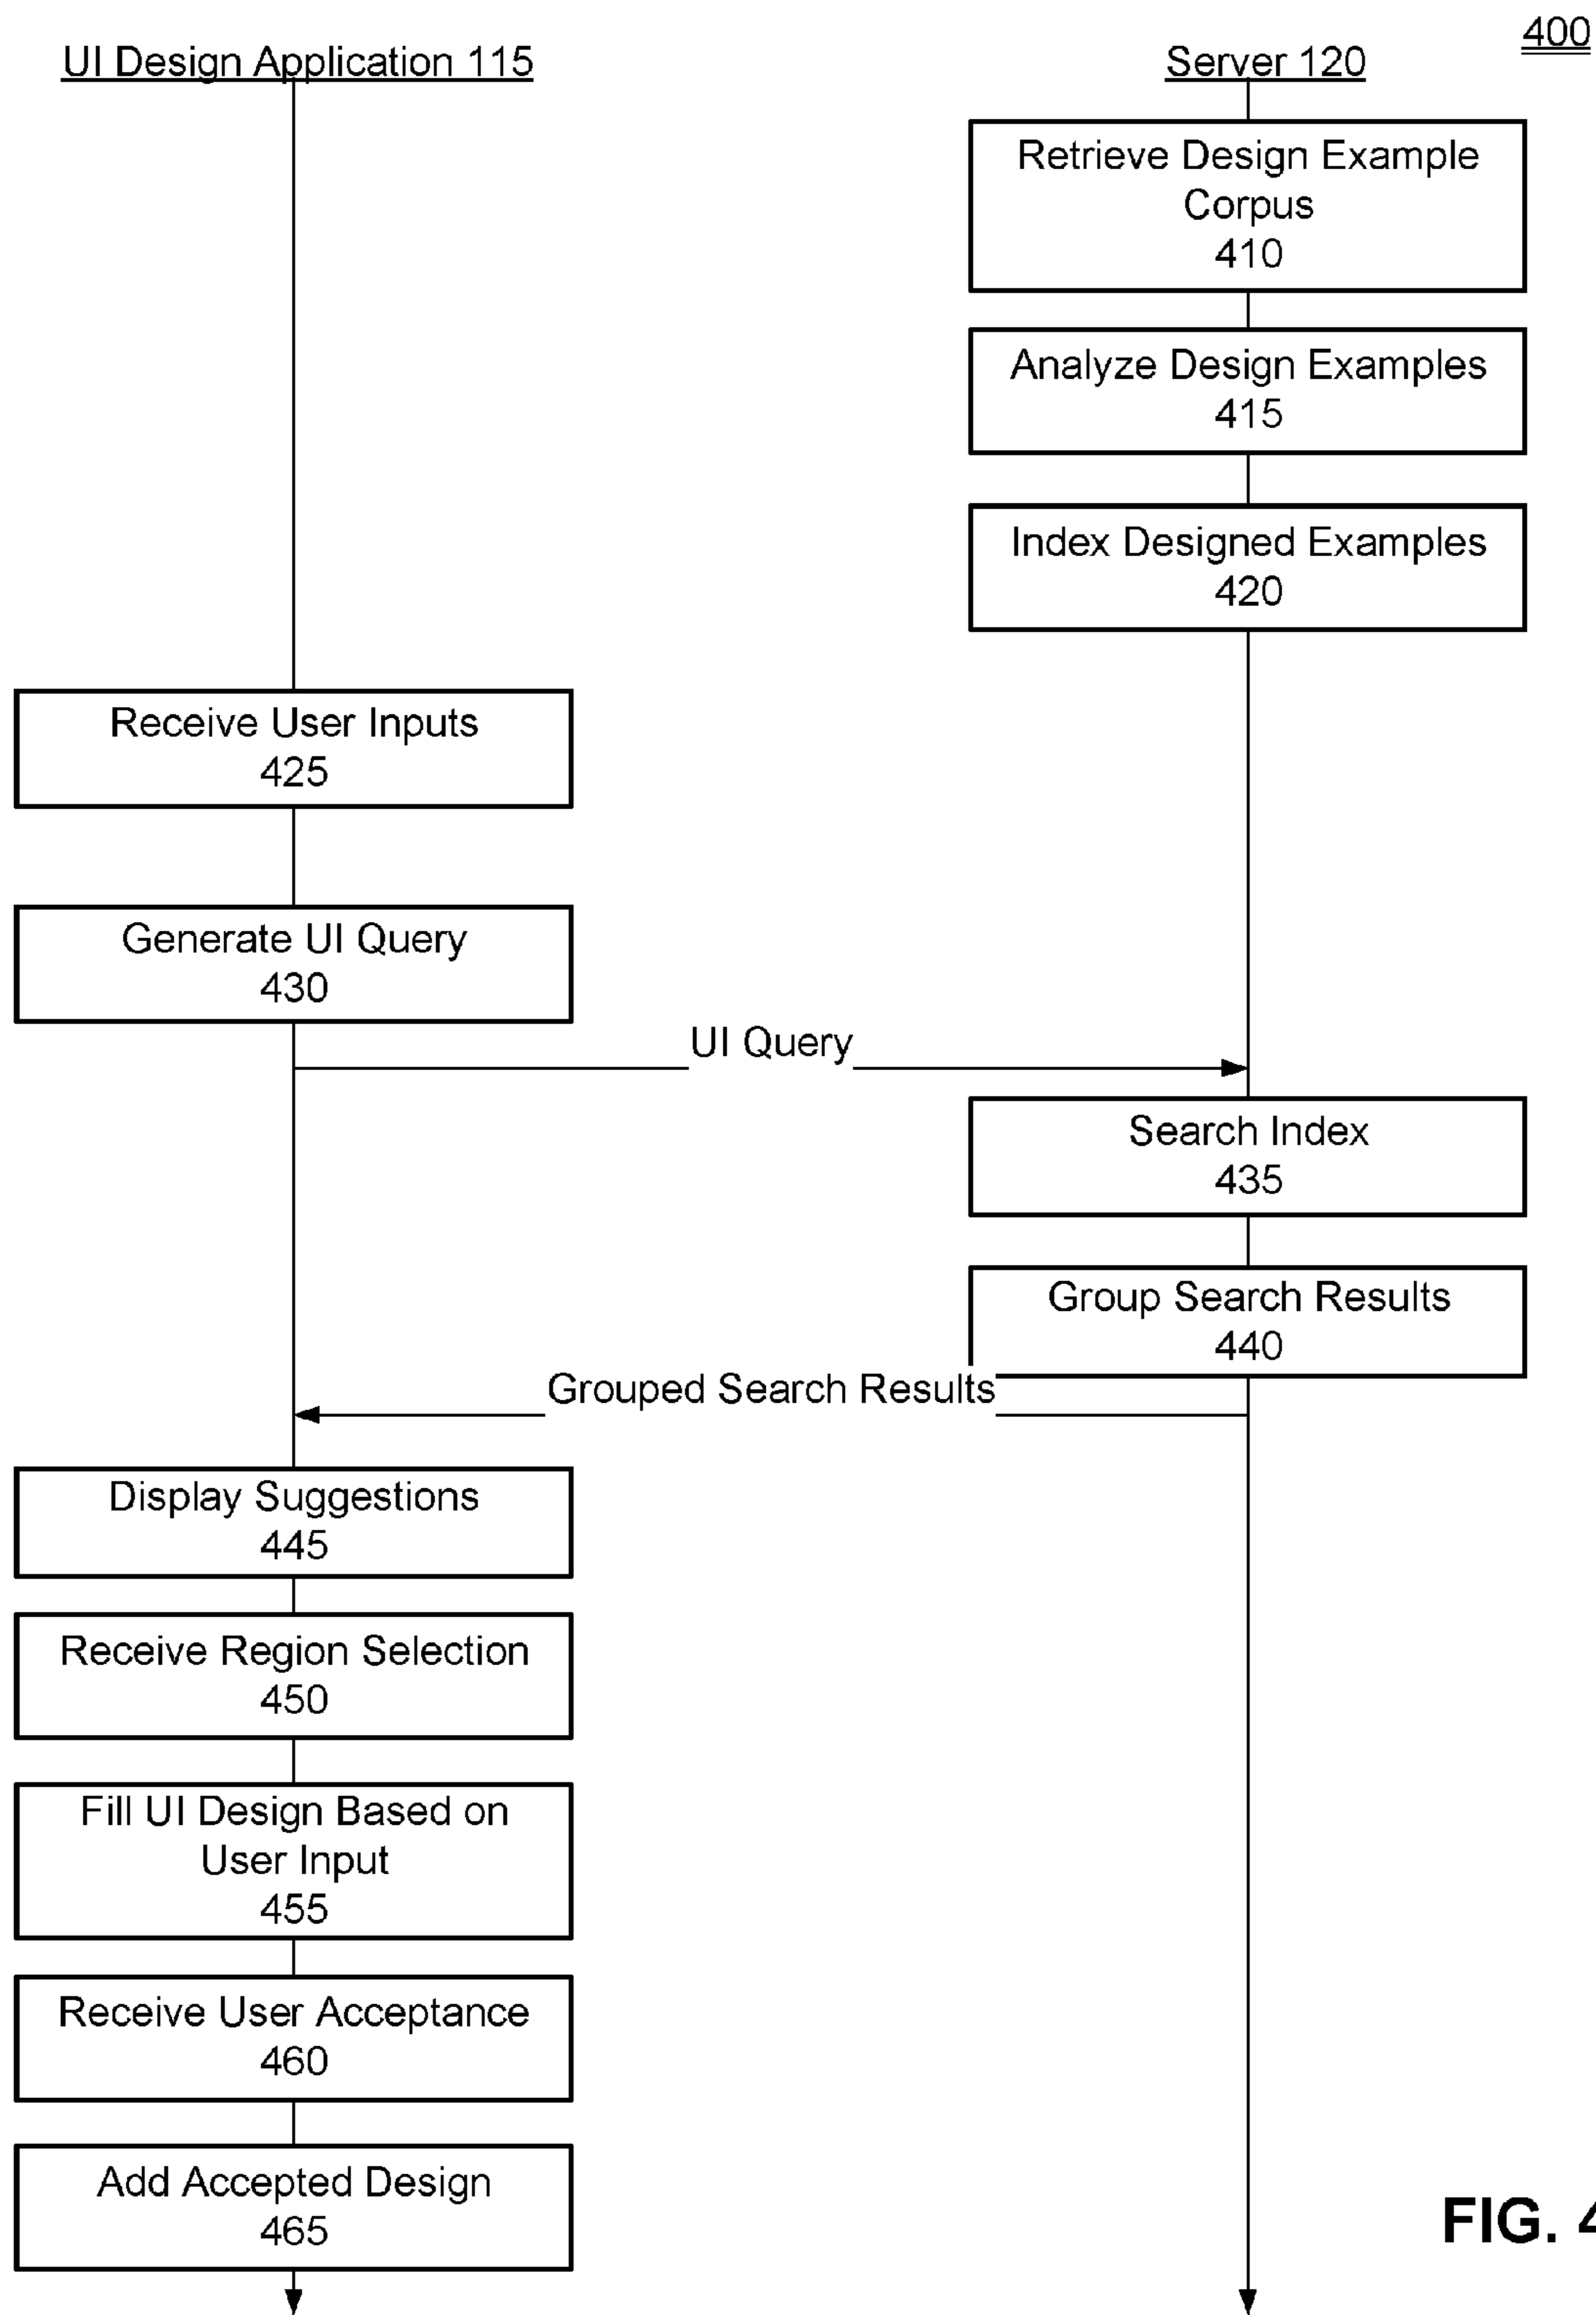 400
UI Design Application 115
Server 120
Retrieve Design Example
Corpus
410
Analyze Design Examples
415
Index Designed Examples
420
Receive User Inputs
425
Generate UI Query
430
UI Query
Search Index
435
Group Search Results
440
Grouped Search Results
Display Suggestions
445
Receive Region Selection
450
Fill UI Design Based on
User Input
455
Receive User Acceptance
460
Add Accepted Design
465
FIG. 4